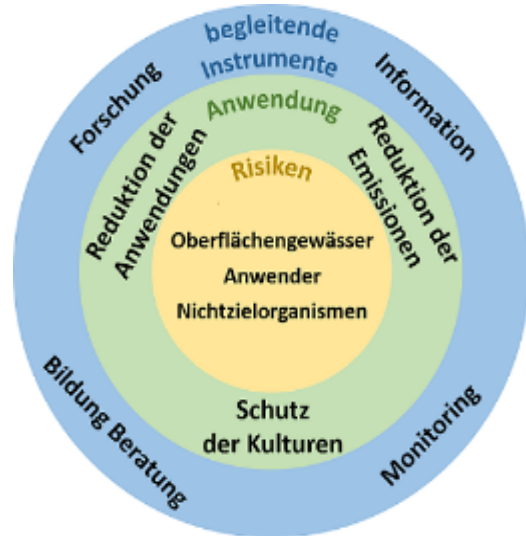 begleitende
Instrumente
Forschung
Information
Anwendung
Reduktion der
Anwendungen
Reduktion der
Emissionen
Risiken
Oberflächengewässer
Anwender
Nichtzielorganismen
Schutz
der Kulturen
Bildung Beratung
Monitoring